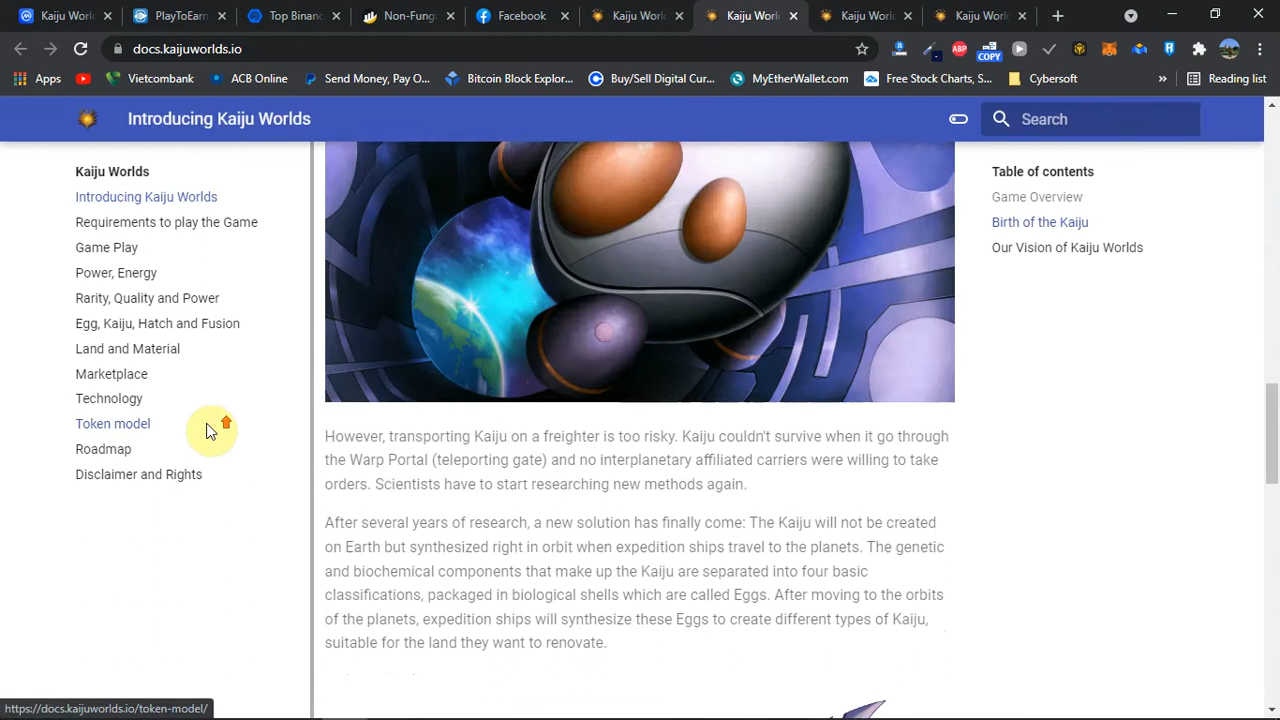 Kaiju Worl
PlayToEarn
Top Binanc
Non-Fungi
Facebook
Kaiju Worl
Kaiju Worl
Kaiju Worl
Kaiju Worl
docs.kaijuworlds.io
ABP
COPY
Apps
Vietcombank
ACB Online
Send Money, Pay O...
Bitcoin Block Explor...
Buy/Sell Digital Cur...
MyEtherWallet.com
Free Stock Charts, S...
Cybersoft
»
Reading list
Introducing Kaiju Worlds
Search
Kaiju Worlds
Introducing Kaiju Worlds
Requirements to play the Game
Game Play
Power, Energy
Rarity, Quality and Power
Egg, Kaiju, Hatch and Fusion
Land and Material
Marketplace
Technology
Token model
Roadmap
Disclaimer and Rights
Table of contents
Game Overview
Birth of the Kaiju
Our Vision of Kaiju Worlds
However, transporting Kaiju on a freighter is too risky. Kaiju couldn't survive when it go through
the Warp Portal (teleporting gate) and no interplanetary affiliated carriers were willing to take
orders. Scientists have to start researching new methods again.
After several years of research, a new solution has finally come: The Kaiju will not be created
on Earth but synthesized right in orbit when expedition ships travel to the planets. The genetic
and biochemical components that make up the Kaiju are separated into four basic
classifications, packaged in biological shells which are called Eggs. After moving to the orbits
of the planets, expedition ships will synthesize these Eggs to create different types of Kaiju,
suitable for the land they want to renovate.
https://docs.kaijuworlds.io/token-model/